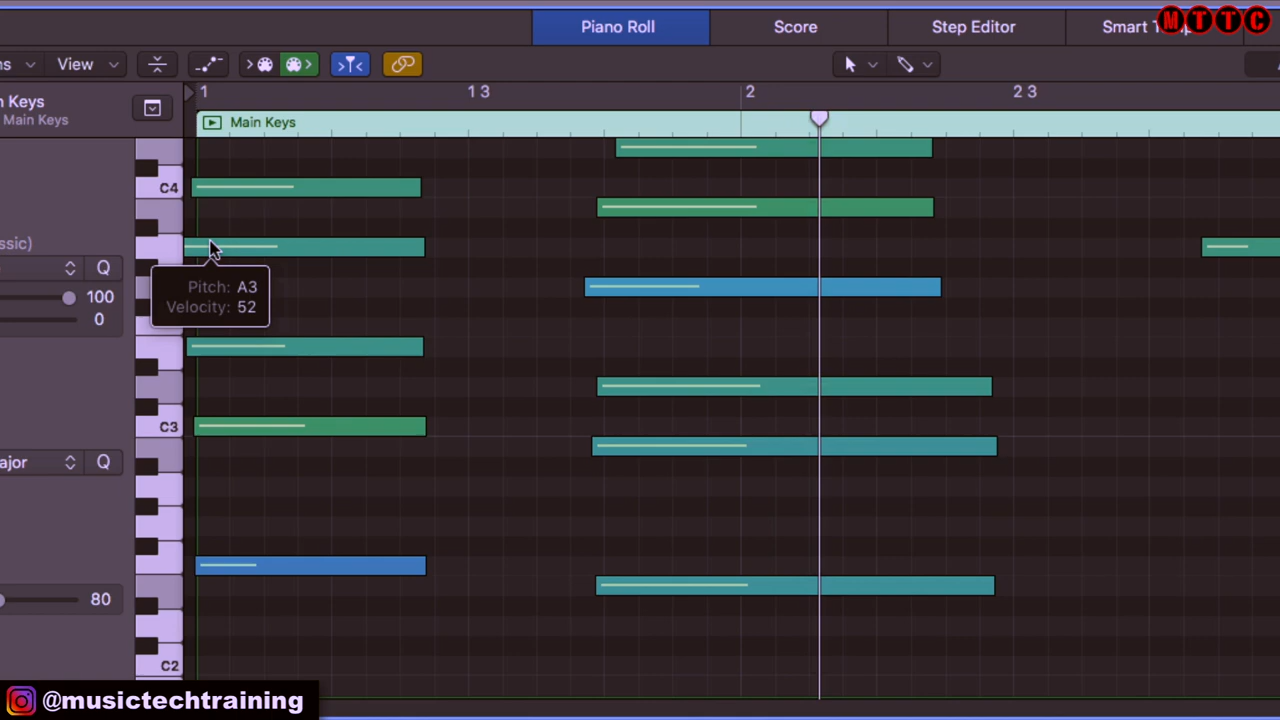 MTTC
Piano Roll
Score
Step Editor
Smart
ns
View
n Keys
Main Keys
1
1 3
2
2 3
Main Keys
C4
ssic)
Q
100
0
Pitch: A3
Velocity: 52
C3
ajor
Q
80
C2
@musictechtraining